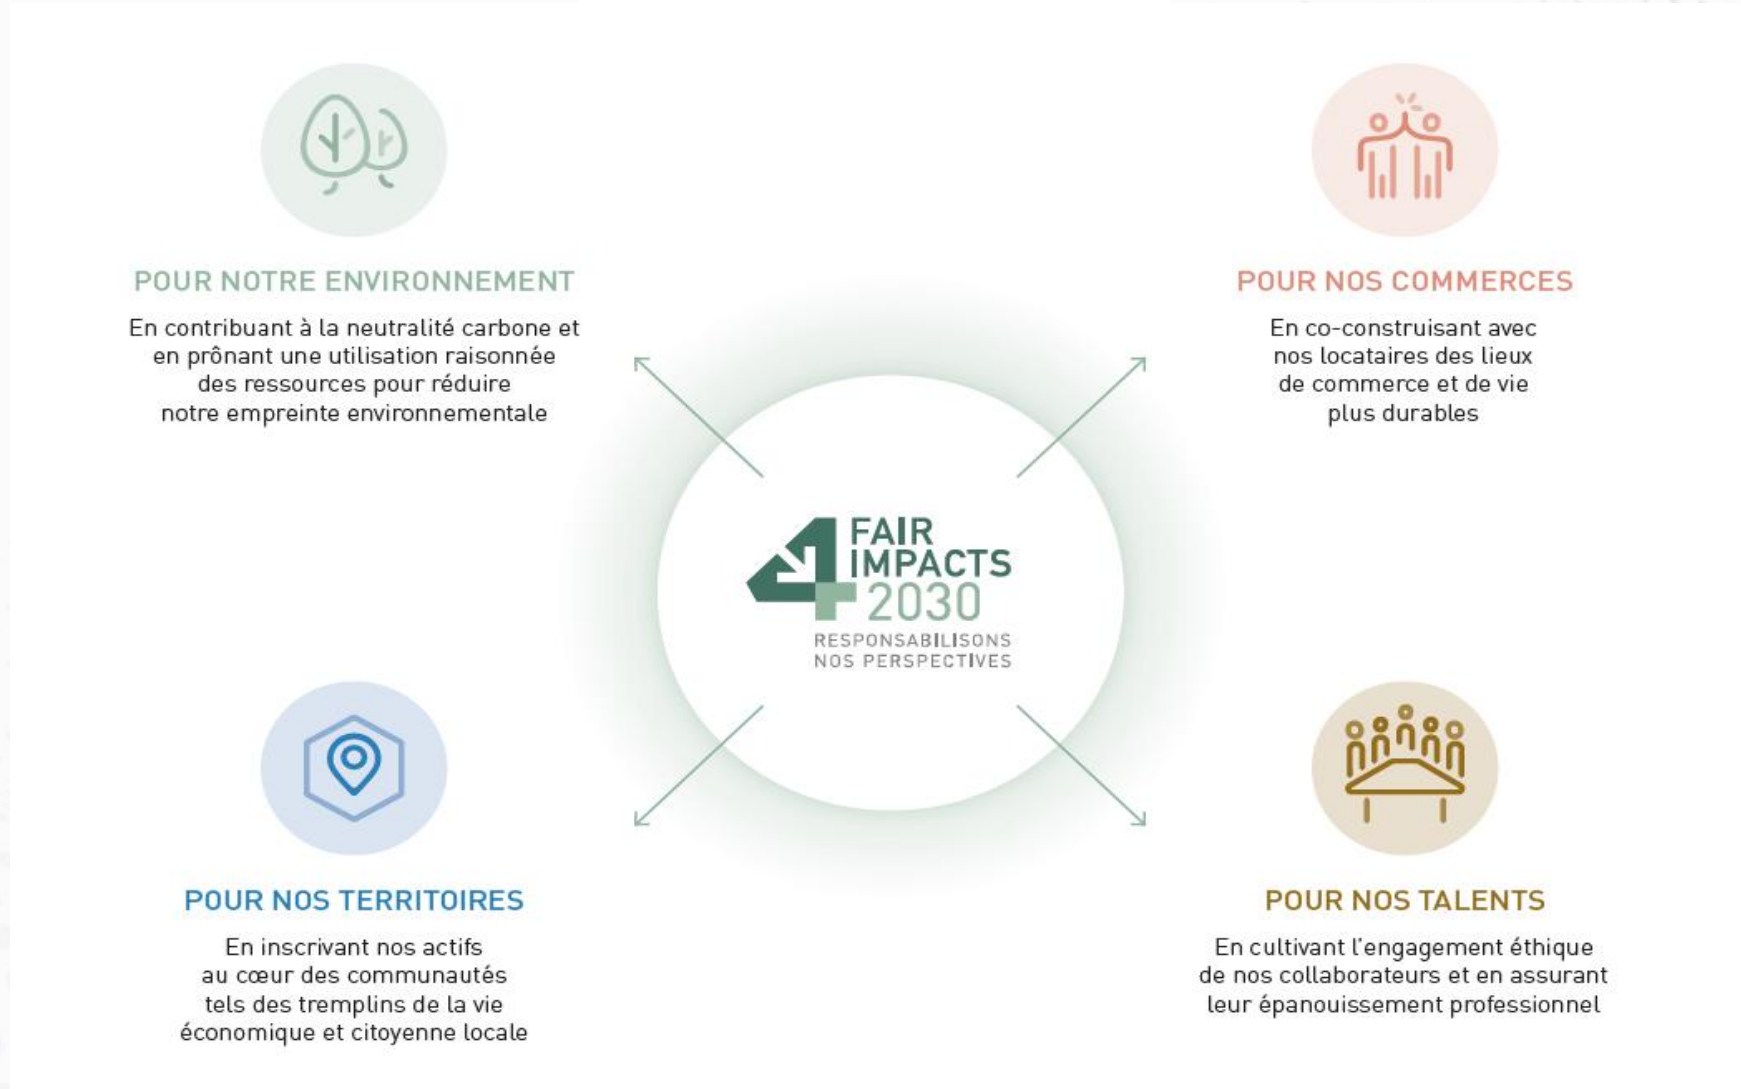 POUR NOTRE ENVIRONNEMENT
En contribuant à la neutralité carbone et
en prônant une utilisation raisonnée
des ressources pour réduire
notre empreinte environnementale
POUR NOS COMMERCES
En co-construisant avec
nos locataires des lieux
de commerce et de vie
plus durables
4 FAIR
IMPACTS
2030
RESPONSABILISONS
NOS PERSPECTIVES
POUR NOS TERRITOIRES
En inscrivant nos actifs
au cœur des communautés
tels des tremplins de la vie
économique et citoyenne locale
POUR NOS TALENTS
En cultivant l'engagement éthique
de nos collaborateurs et en assurant
leur épanouissement professionnel